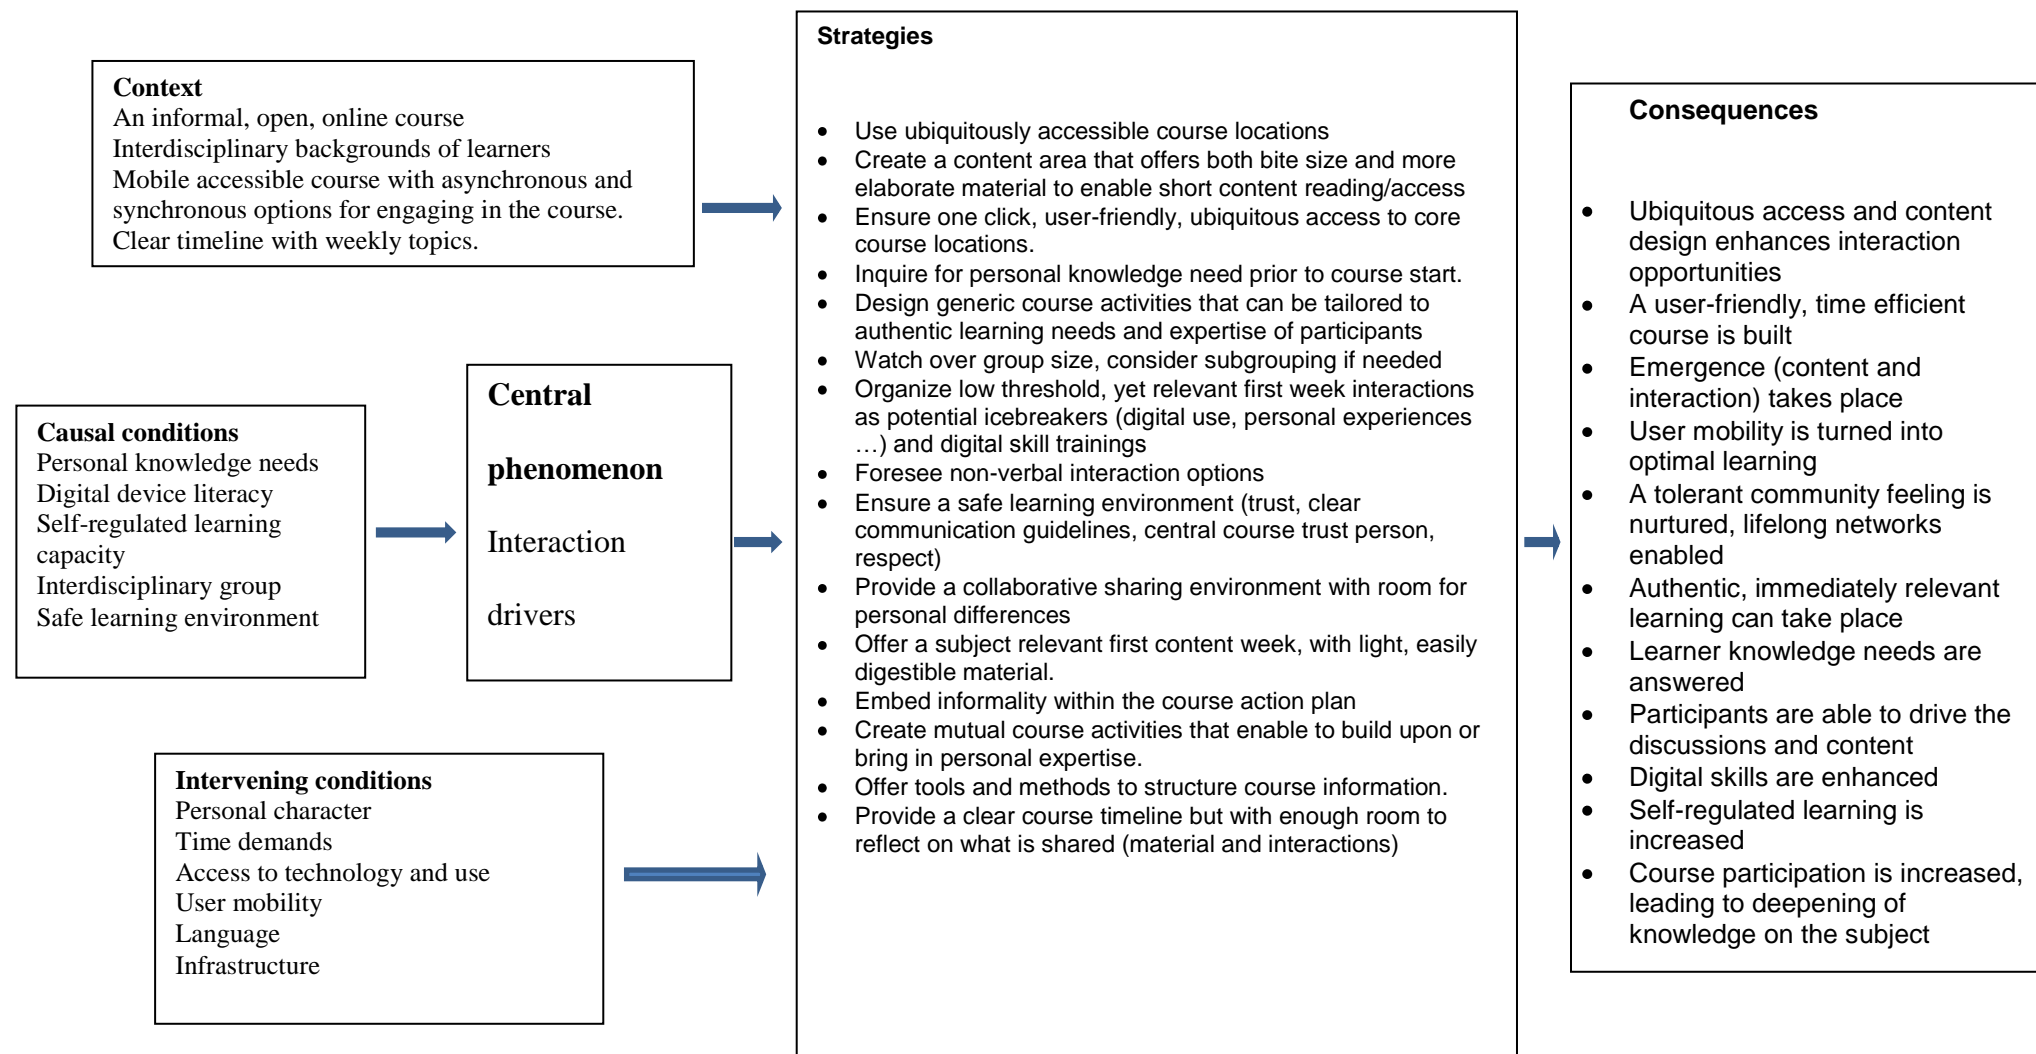 Context
An informal, open, online course
Interdisciplinary backgrounds of learners
Mobile accessible course with asynchronous and
synchronous options for engaging in the course.
Clear timeline with weekly topics.
Causal conditions
Personal knowledge needs
Digital device literacy
Self-regulated learning
capacity
Interdisciplinary group
Safe learning environment
Central
phenomenon
Interaction
drivers
Intervening conditions
Personal character
Time demands
Access to technology and use
User mobility
Language
Infrastructure
Strategies
• Use ubiquitously accessible course locations
• Create a content area that offers both bite size and more
elaborate material to enable short content reading/access
• Ensure one click, user-friendly, ubiquitous access to core
course locations.
• Inquire for personal knowledge need prior to course start.
• Design generic course activities that can be tailored to
authentic learning needs and expertise of participants
• Watch over group size, consider subgrouping if needed
• Organize low threshold, yet relevant first week interactions
as potential icebreakers (digital use, personal experiences
…) and digital skill trainings
• Foresee non-verbal interaction options
• Ensure a safe learning environment (trust, clear
communication guidelines, central course trust person,
respect)
• Provide a collaborative sharing environment with room for
personal differences
• Offer a subject relevant first content week, with light, easily
digestible material.
• Embed informality within the course action plan
• Create mutual course activities that enable to build upon or
bring in personal expertise.
• Offer tools and methods to structure course information.
• Provide a clear course timeline but with enough room to
reflect on what is shared (material and interactions)
Consequences
• Ubiquitous access and content
design enhances interaction
opportunities
• A user-friendly, time efficient
course is built
• Emergence (content and
interaction) takes place
• User mobility is turned into
optimal learning
• A tolerant community feeling is
nurtured, lifelong networks
enabled
• Authentic, immediately relevant
learning can take place
• Learner knowledge needs are
answered
• Participants are able to drive the
discussions and content
• Digital skills are enhanced
• Self-regulated learning is
increased
• Course participation is increased,
leading to deepening of
knowledge on the subject